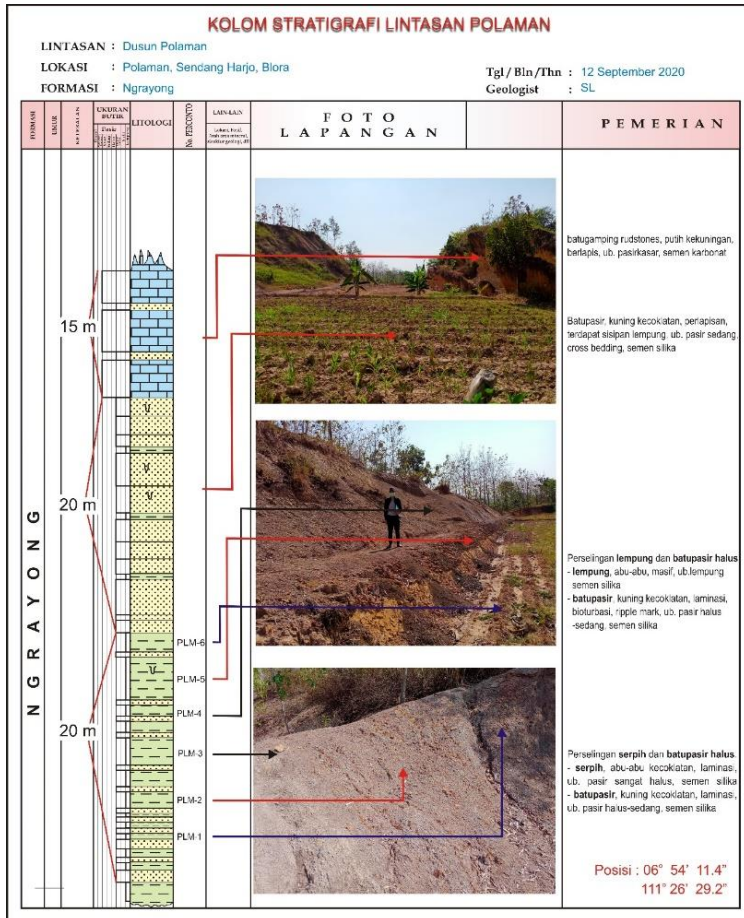 KOLOM STRATIGRAFI LINTASAN POLAMAN
LINTASAN : Dusun Polaman
LOKASI : Polaman, Sendang Harjo, Blora
FORMASI : Ngrayong
Tgl / Bln /Thn : 12 September 2020
Geologist : SL
FORMASI
UKUR
KETEBALAN
UKURAN BUTIR
LITOLOGI
No. PERCONTO
LAIN-LAIN
FOTO
LAPANGAN
PEMERIAN
15 m
20 m
20 m
NGRAYONG
PLM-6
PLM-5
PLM-4
PLM-3
PLM-2
PLM-1
batugamping rudstones, putih kekuningan,
berlapis, ub. pasirkasar, semen karbonat
Batupasir, kuning kecoklatan, perlapisan,
terdapat sisipan lempung, ub. pasir sedang,
cross bedding, semen silika
Perselingan lempung dan batupasir halus
- lempung, abu-abu, masif, ub.lempung
semen silika
- batupasir, kuning kecoklatan, laminasi,
bioturbasi, ripple mark, ub. pasir halus
-sedang, semen silika
Perselingan serpih dan batupasir halus.
- serpih, abu-abu kecoklatan, laminasi,
ub. pasir sangat halus, semen silika
- batupasir, kuning kecoklatan, laminasi,
ub. pasir halus-sedang, semen silika
Posisi : 06° 54' 11.4"
111° 26' 29.2"